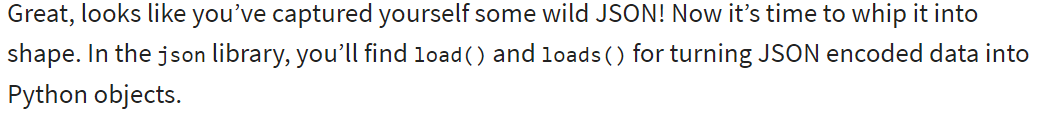 Great, looks like you’ve captured yourself some wild JSON! Now it’s time to whip it into
shape. In the json library, you’ll find load() and loads() for turning JSON encoded data into
Python objects.